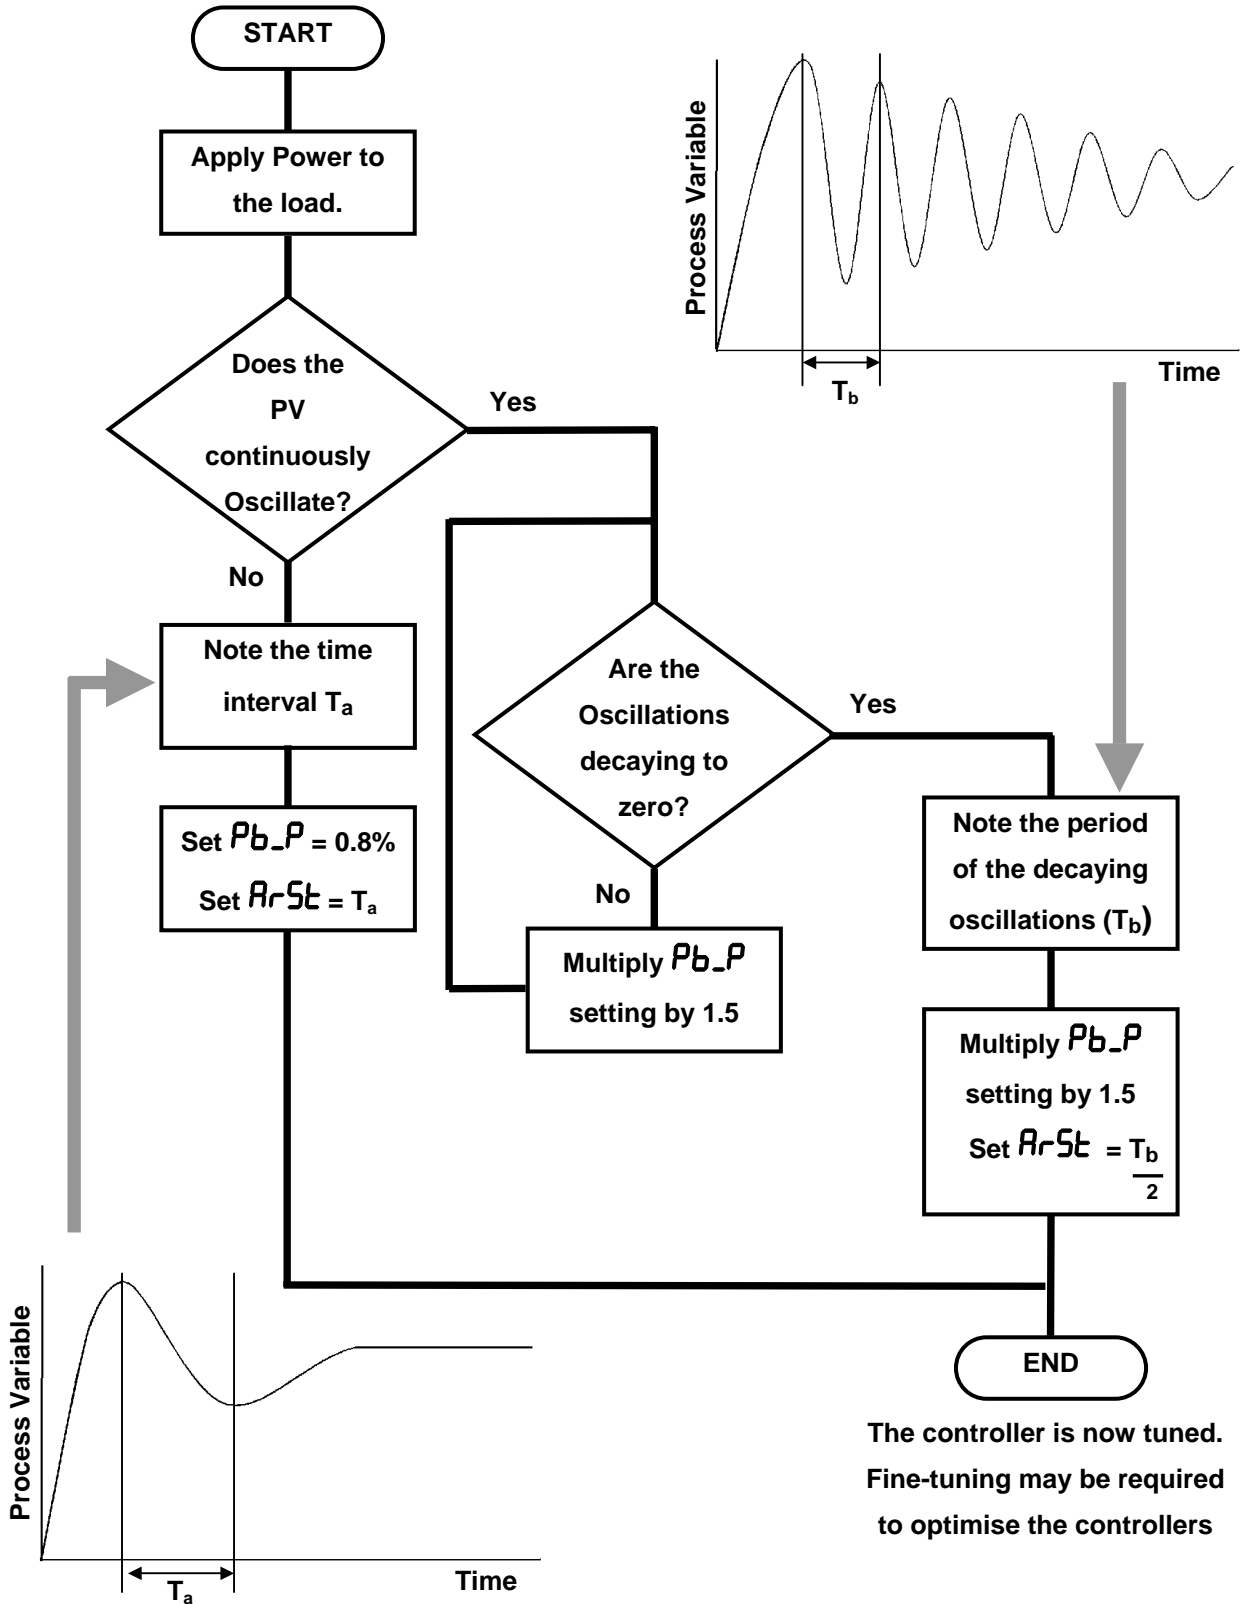 START
Apply Power to
the load.
Does the
PV
continuously
Oscillate?
Yes
No
Note the time
interval Ta
Set Pb_P = 0.8%
Set ArSt = Ta
Are the
Oscillations
decaying to
zero?
Yes
No
Multiply Pb_P
setting by 1.5
Process Variable
Time
Tb
Note the period
of the decaying
oscillations (Tb)
Multiply Pb_P
setting by 1.5
Set ArSt = Tb
2
END
The controller is now tuned.
Fine-tuning may be required
to optimise the controllers
Process Variable
Time
Ta